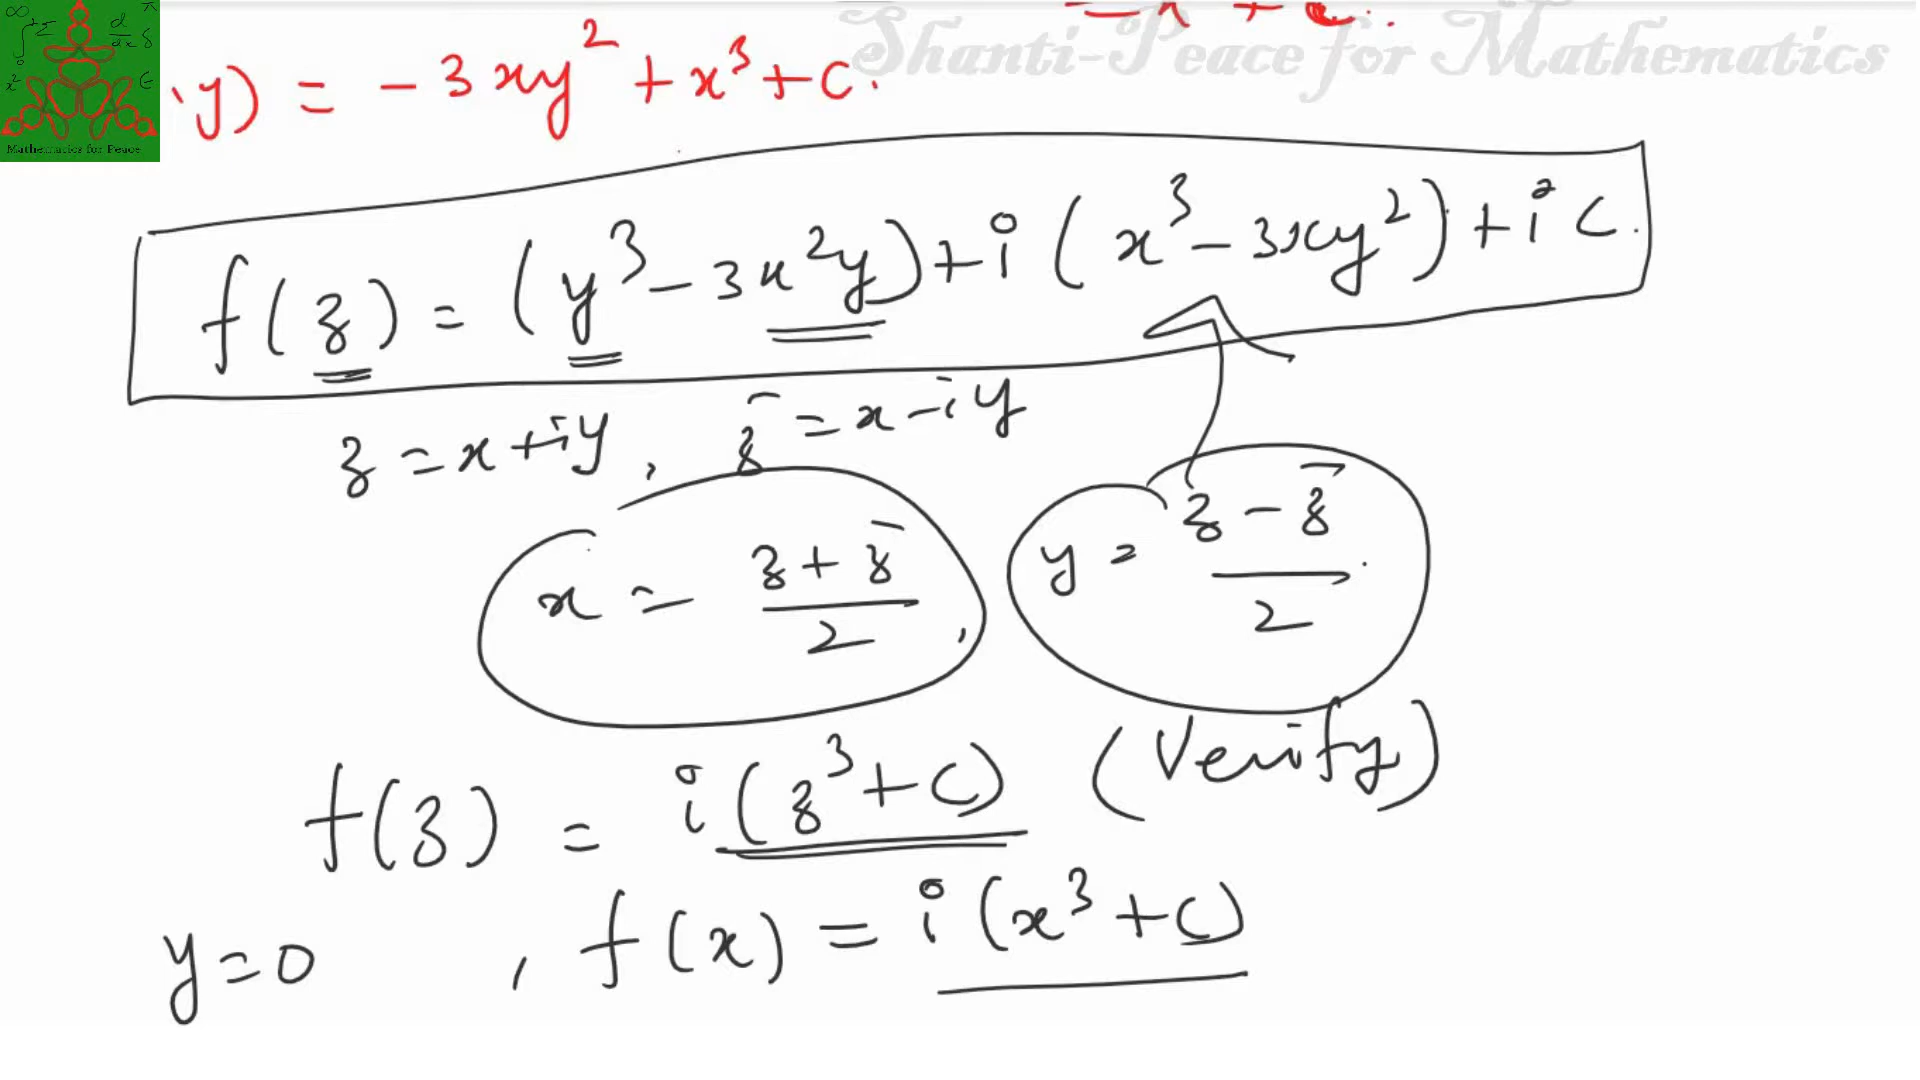 Shanti-Peace for Mathematics
y) = -3xy² + x³ + c.
Mathematics for Peace
f(z) = (y³ - 3x²y) + i(x³ - 3xy²) + ic.
z = x + iy, z̄ = x - iy
x = (z + z̄)/2, y = (z - z̄)/2.
f(z) = i(z³ + c) (Verify)
y = 0, f(x) = i(x³ + c)